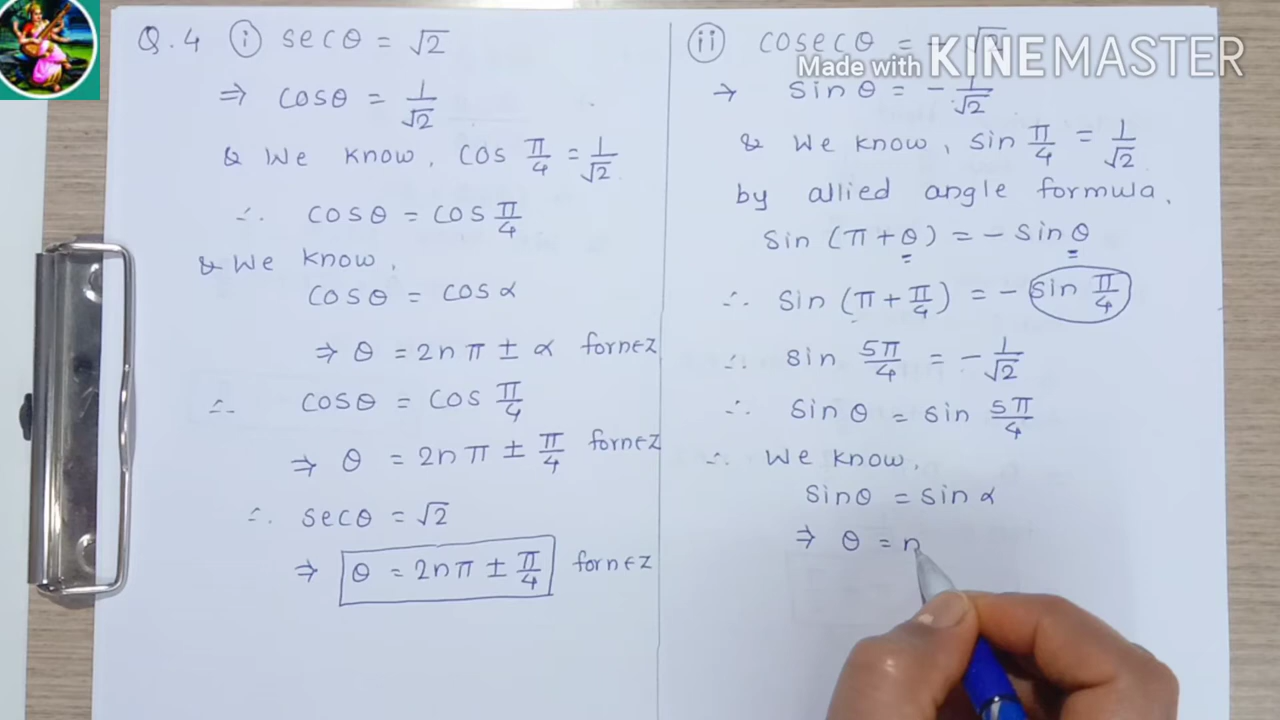 Q.4 (i) secθ = √2
⇒ cosθ = 1/√2
& We know, cos π/4 = 1/√2
∴ cosθ = cos π/4
& We know,
cosθ = cosα
⇒ θ = 2nπ ± α for n∈Z
∴ cosθ = cos π/4
⇒ θ = 2nπ ± π/4 for n∈Z
∴ secθ = √2
⇒ θ = 2nπ ± π/4 for n∈Z
(ii) cosecθ = - √2
Made with KINEMASTER
→ sinθ = - 1/√2
& We know, sin π/4 = 1/√2
by allied angle formula,
sin (π + θ) = - sinθ
∴ sin (π + π/4) = - sin π/4
∴ sin 5π/4 = - 1/√2
∴ sinθ = sin 5π/4
∴ We know,
sinθ = sin α
⇒ θ = n